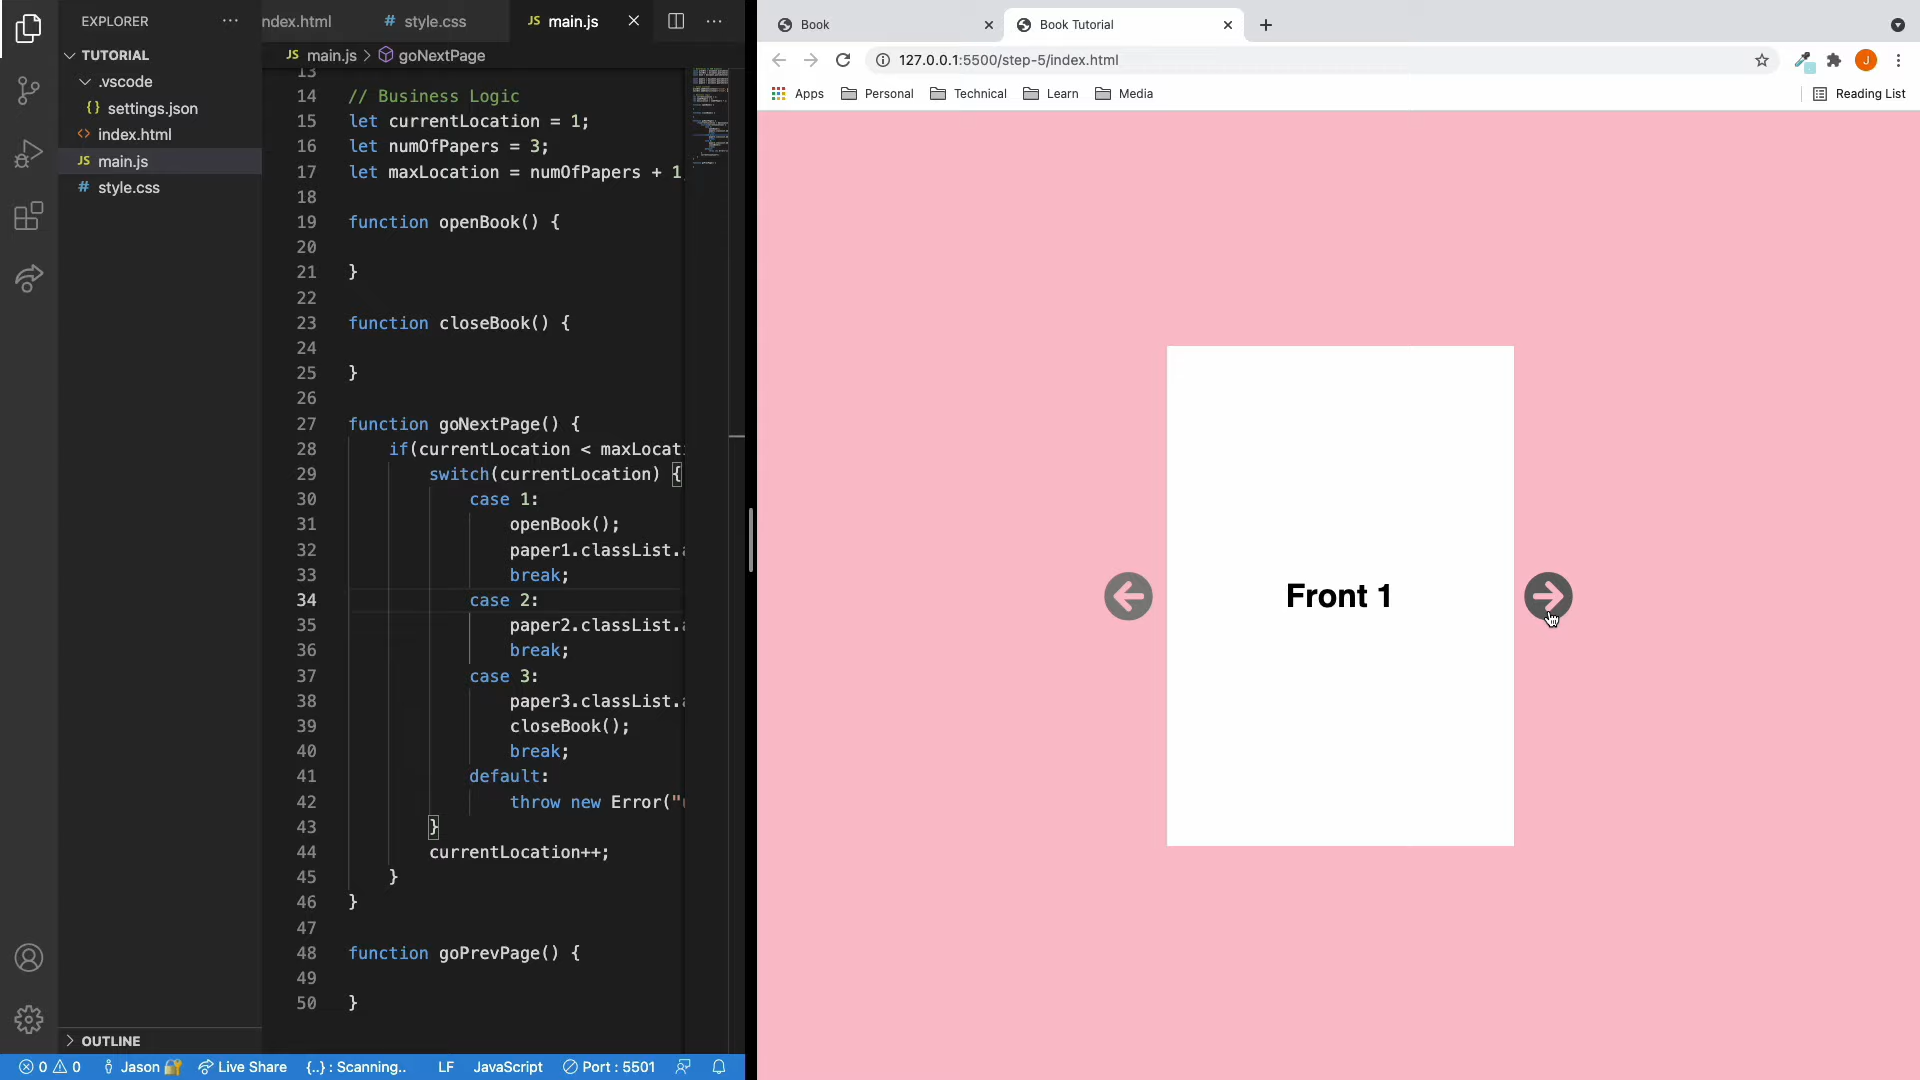 EXPLORER
TUTORIAL
.vscode
{} settings.json
<> index.html
JS main.js
# style.css
OUTLINE
ndex.html
# style.css
JS main.js
JS main.js > goNextPage
13
14 // Business Logic
15 let currentLocation = 1;
16 let numOfPapers = 3;
17 let maxLocation = numOfPapers + 1
18
19 function openBook() {
20
21 }
22
23 function closeBook() {
24
25 }
26
27 function goNextPage() {
28 if(currentLocation < maxLocat
29 switch(currentLocation) {
30 case 1:
31 openBook();
32 paper1.classList.
33 break;
34 case 2:
35 paper2.classList.
36 break;
37 case 3:
38 paper3.classList.
39 closeBook();
40 break;
41 default:
42 throw new Error("
43 }
44 currentLocation++;
45 }
46 }
47
48 function goPrevPage() {
49
50 }
0 0 Jason Live Share {..} : Scanning.. LF JavaScript Port : 5501
Book
Book Tutorial
127.0.0.1:5500/step-5/index.html
J
Apps Personal Technical Learn Media Reading List
Front 1